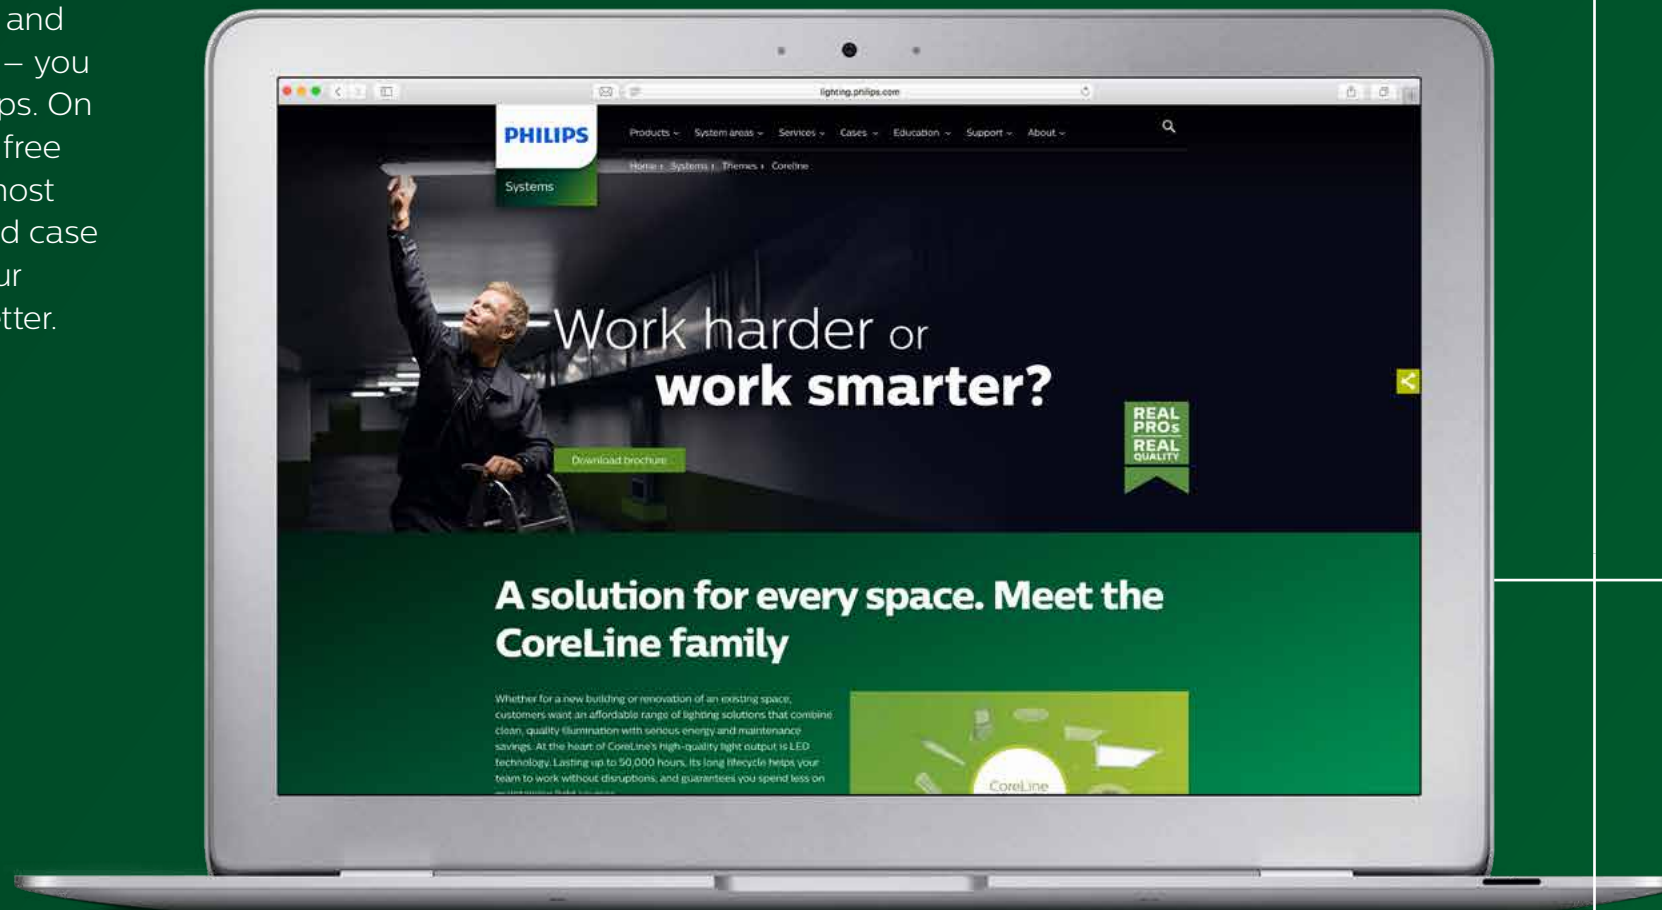 and
– you
ps. On
free
nost
d case
ur
tter.
lighting.philips.com
PHILIPS
Systems
Products System areas Services Cases Education Support About
Home Systems Themes Coreline
Work harder or
work smarter?
Download brochure
REAL
PROs
REAL
QUALITY
A solution for every space. Meet the
CoreLine family
Whether for a new building or renovation of an existing space,
customers want an affordable range of lighting solutions that combine
clean, quality illumination with serious energy and maintenance
savings. At the heart of CoreLine's high-quality light output is LED
technology. Lasting up to 50,000 hours, its long lifecycle helps your
team to work without disruptions, and guarantees you spend less on
CoreLine